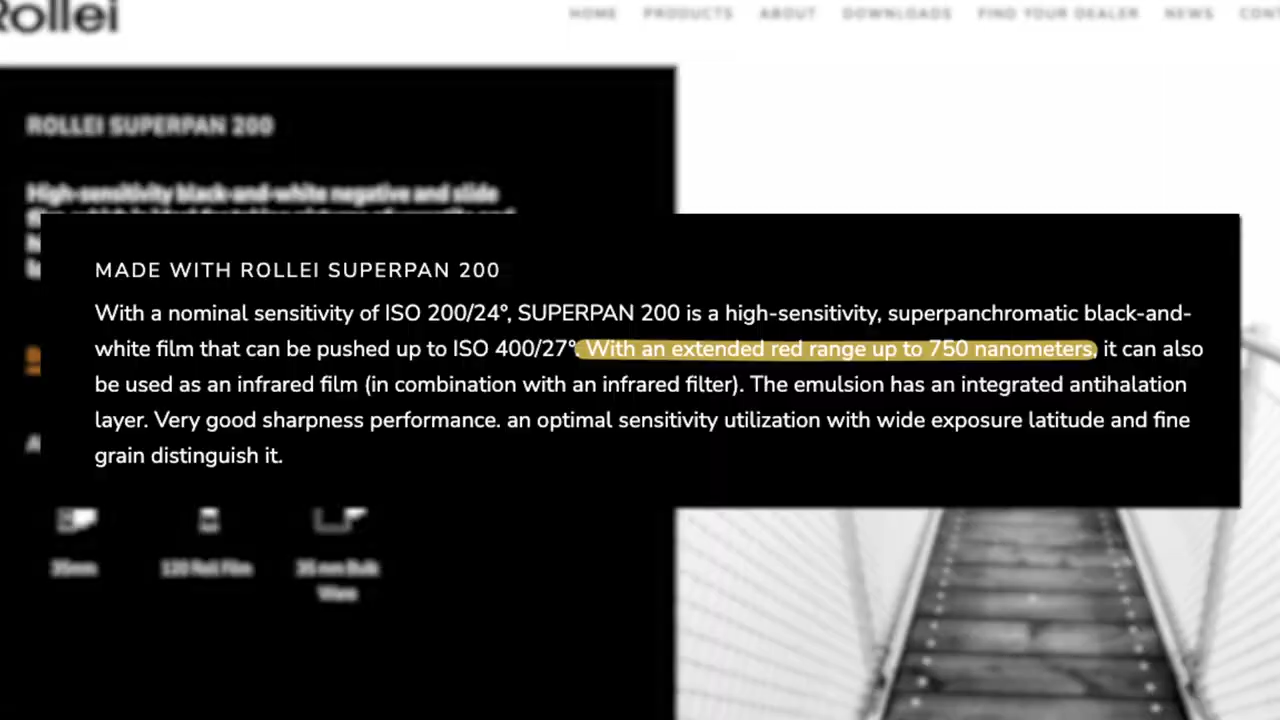 Rollei
HOME PRODUCTS ABOUT DOWNLOADS FIND YOUR DEALER NEWS
ROLLEI SUPERPAN 200
High-sensitivity black-and-white negative and slide
MADE WITH ROLLEI SUPERPAN 200
With a nominal sensitivity of ISO 200/24°, SUPERPAN 200 is a high-sensitivity, superpanchromatic black-and-
white film that can be pushed up to ISO 400/27°. With an extended red range up to 750 nanometers, it can also
be used as an infrared film (in combination with an infrared filter). The emulsion has an integrated antihalation
layer. Very good sharpness performance. an optimal sensitivity utilization with wide exposure latitude and fine
grain distinguish it.
35mm 120 Roll Film 35 mm Bulk